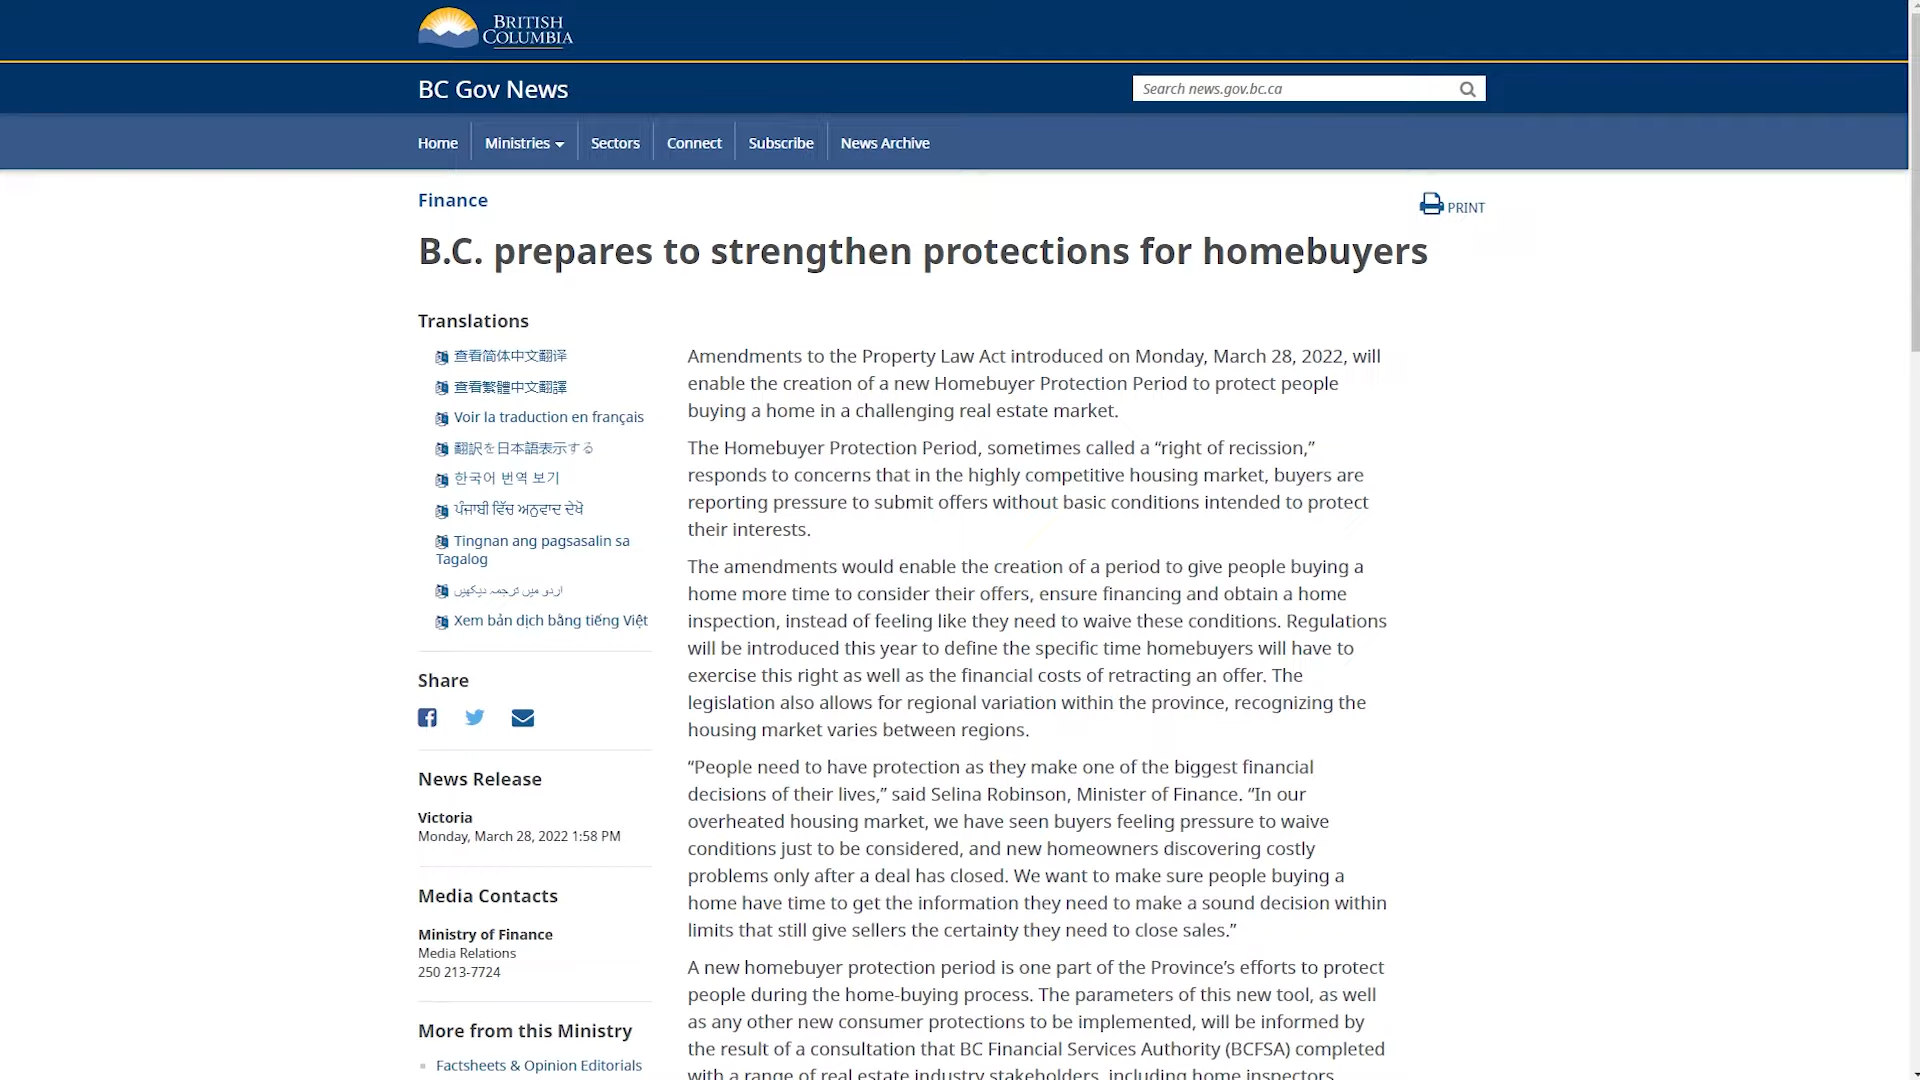 BRITISH
COLUMBIA
BC Gov News
Search news.gov.bc.ca
Home
Ministries
Sectors
Connect
Subscribe
News Archive
Finance
PRINT
B.C. prepares to strengthen protections for homebuyers
Translations
查看简体中文翻译
查看繁體中文翻譯
Voir la traduction en français
翻訳を日本語表示する
한국어 번역 보기
ਪੰਜਾਬੀ ਵਿੱਚ ਅਨੁਵਾਦ ਦੇਖੋ
Tingnan ang pagsasalin sa
Tagalog
اردو میں ترجمہ دیکھیں
Xem bản dịch bằng tiếng Việt
Share
News Release
Victoria
Monday, March 28, 2022 1:58 PM
Media Contacts
Ministry of Finance
Media Relations
250 213-7724
More from this Ministry
Factsheets & Opinion Editorials
Amendments to the Property Law Act introduced on Monday, March 28, 2022, will
enable the creation of a new Homebuyer Protection Period to protect people
buying a home in a challenging real estate market.
The Homebuyer Protection Period, sometimes called a “right of recission,”
responds to concerns that in the highly competitive housing market, buyers are
reporting pressure to submit offers without basic conditions intended to protect
their interests.
The amendments would enable the creation of a period to give people buying a
home more time to consider their offers, ensure financing and obtain a home
inspection, instead of feeling like they need to waive these conditions. Regulations
will be introduced this year to define the specific time homebuyers will have to
exercise this right as well as the financial costs of retracting an offer. The
legislation also allows for regional variation within the province, recognizing the
housing market varies between regions.
“People need to have protection as they make one of the biggest financial
decisions of their lives,” said Selina Robinson, Minister of Finance. “In our
overheated housing market, we have seen buyers feeling pressure to waive
conditions just to be considered, and new homeowners discovering costly
problems only after a deal has closed. We want to make sure people buying a
home have time to get the information they need to make a sound decision within
limits that still give sellers the certainty they need to close sales.”
A new homebuyer protection period is one part of the Province’s efforts to protect
people during the home-buying process. The parameters of this new tool, as well
as any other new consumer protections to be implemented, will be informed by
the result of a consultation that BC Financial Services Authority (BCFSA) completed
with a range of real estate industry stakeholders, including home inspectors,